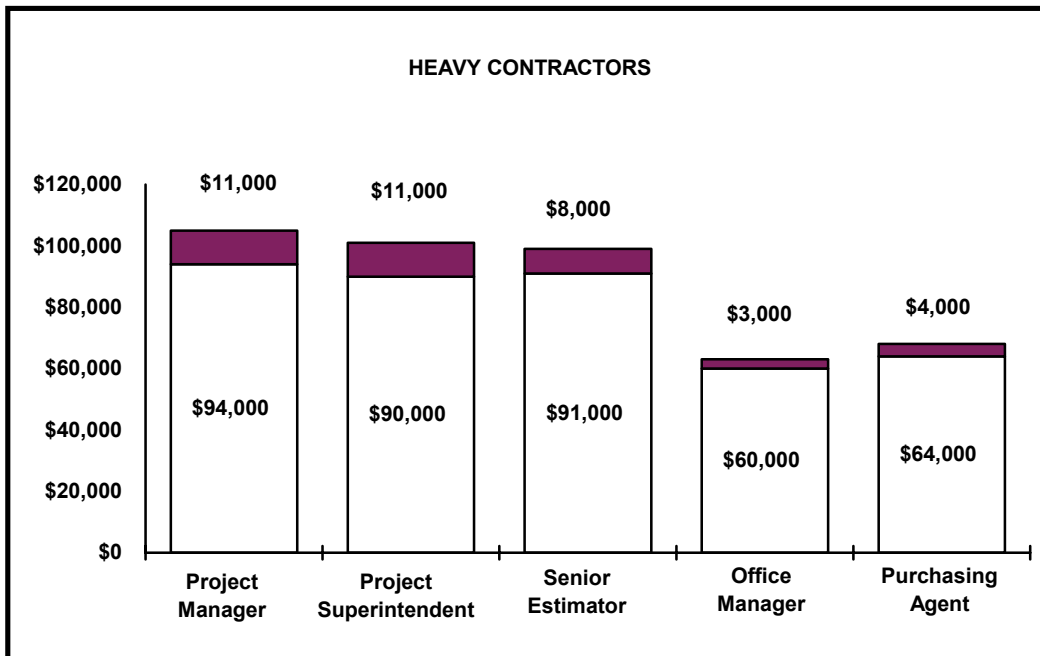 HEAVY CONTRACTORS
$120,000
$100,000
$80,000
$60,000
$40,000
$20,000
$0
$11,000
$11,000
$8,000
$3,000
$4,000
$94,000
$90,000
$91,000
$60,000
$64,000
Project
Manager
Project
Superintendent
Senior
Estimator
Office
Manager
Purchasing
Agent